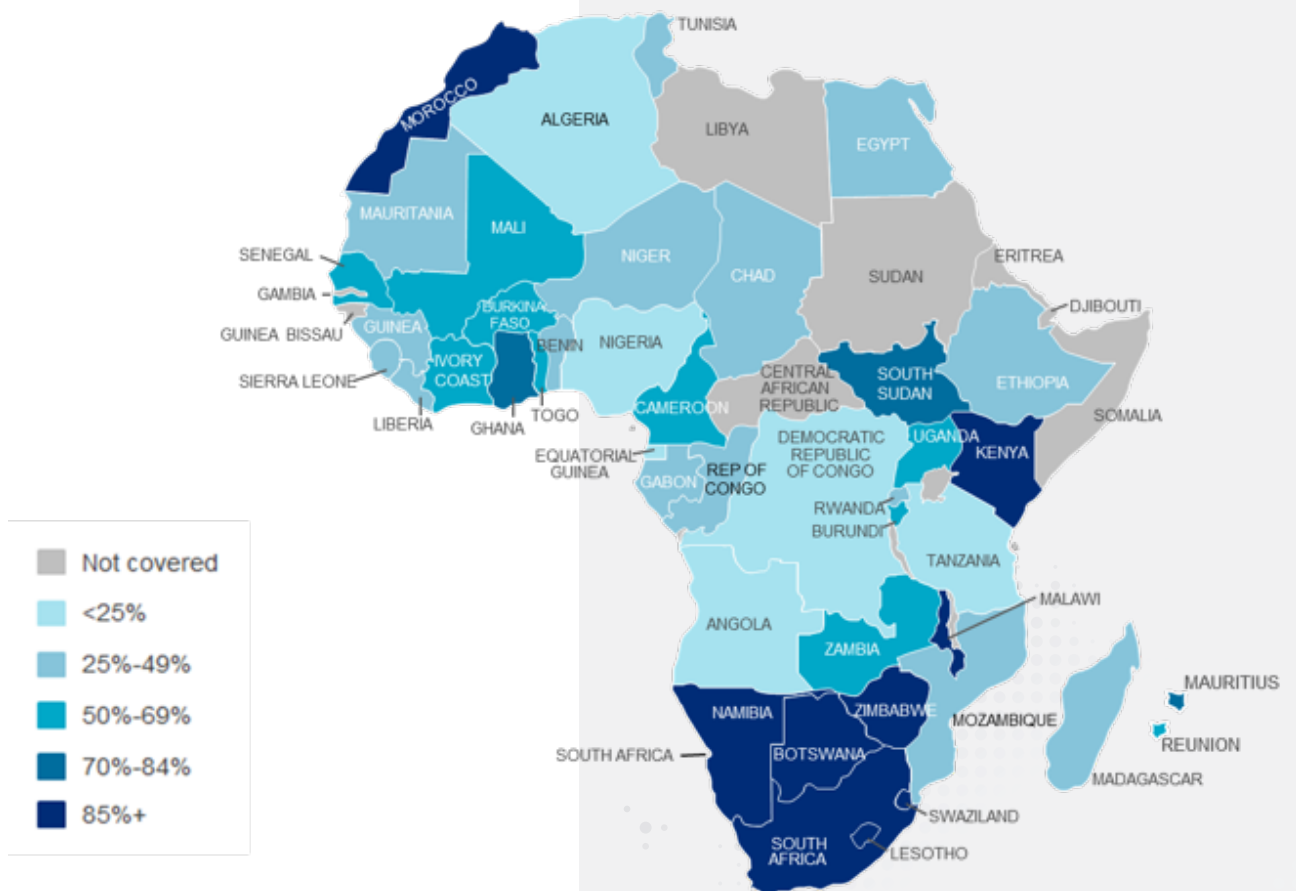 TUNISIA
MOROCCO
ALGERIA
LIBYA
EGYPT
MAURITANIA
MALI
NIGER
CHAD
SUDAN
ERITREA
SENEGAL
GAMBIA
DJIBOUTI
GUINEA BISSAU
GUINEA
BURKINA
FASO
BENIN
NIGERIA
SIERRA LEONE
IVORY
COAST
CENTRAL
AFRICAN
REPUBLIC
SOUTH
SUDAN
ETHIOPIA
SOMALIA
LIBERIA
GHANA
TOGO
CAMEROON
EQUATORIAL
GUINEA
DEMOCRATIC
REPUBLIC
OF CONGO
UGANDA
KENYA
GABON
REP OF
CONGO
RWANDA
BURUNDI
TANZANIA
MALAWI
ANGOLA
ZAMBIA
MAURITIUS
REUNION
NAMIBIA
ZIMBABWE
MOZAMBIQUE
SOUTH AFRICA
BOTSWANA
MADAGASCAR
SWAZILAND
SOUTH
AFRICA
LESOTHO
Not covered
<25%
25%-49%
50%-69%
70%-84%
85%+